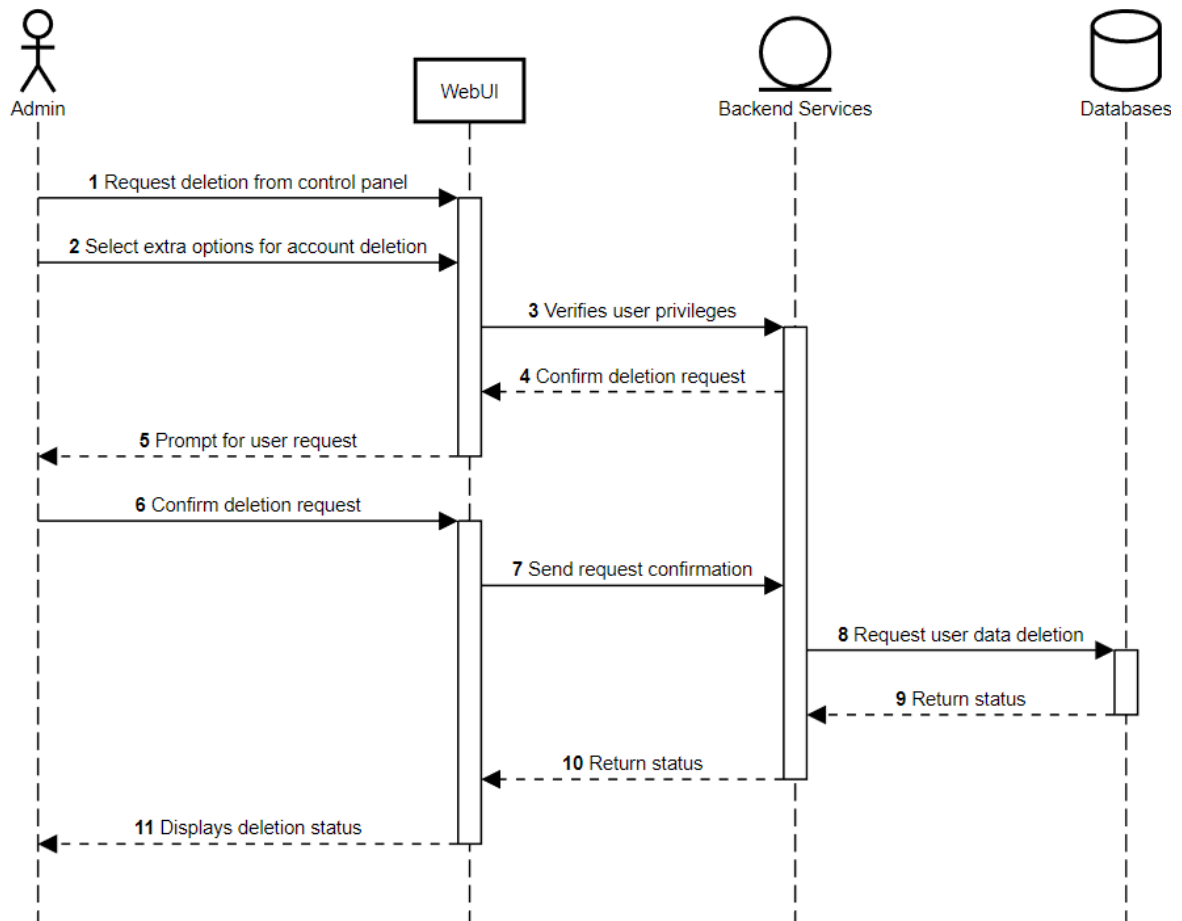 Admin
WebUI
Backend Services
Databases
1 Request deletion from control panel
2 Select extra options for account deletion
3 Verifies user privileges
4 Confirm deletion request
5 Prompt for user request
6 Confirm deletion request
7 Send request confirmation
8 Request user data deletion
9 Return status
10 Return status
11 Displays deletion status